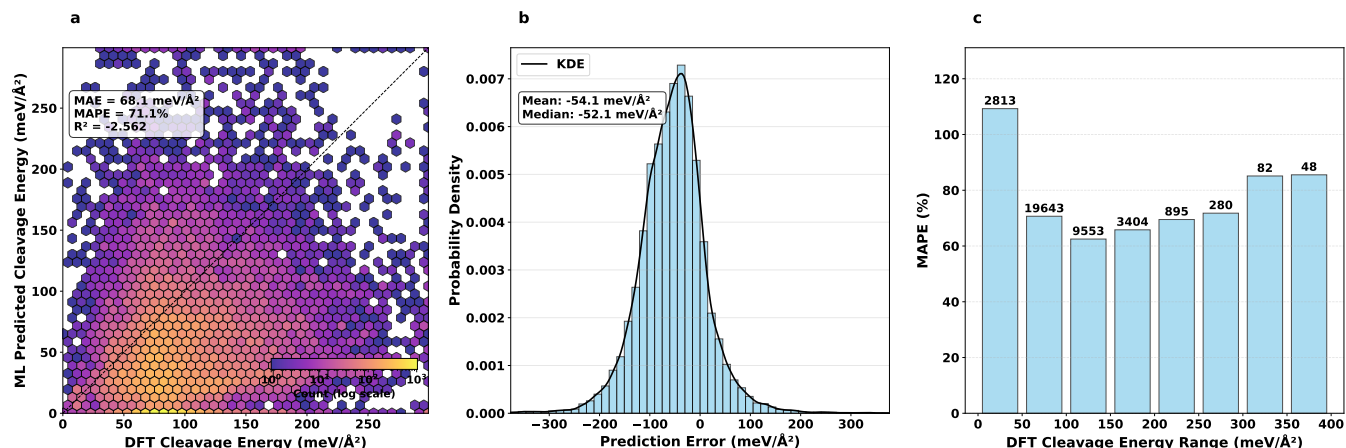 a
ML Predicted Cleavage Energy (meV/Å²)
0
50
100
150
200
250
MAE = 68.1 meV/Å²
MAPE = 71.1%
R² = -2.562
10⁰ 10¹ 10² 10³
Count (log scale)
0 50 100 150 200 250
DFT Cleavage Energy (meV/Å²)
b
Probability Density
0.007
0.006
0.005
0.004
0.003
0.002
0.001
0.000
KDE
Mean: -54.1 meV/Å²
Median: -52.1 meV/Å²
−300 −200 −100 0 100 200 300
Prediction Error (meV/Å²)
c
MAPE (%)
120
100
80
60
40
20
0
2813
19643
9553
3404
895
280
82
48
0 50 100 150 200 250 300 350 400
DFT Cleavage Energy Range (meV/Å²)